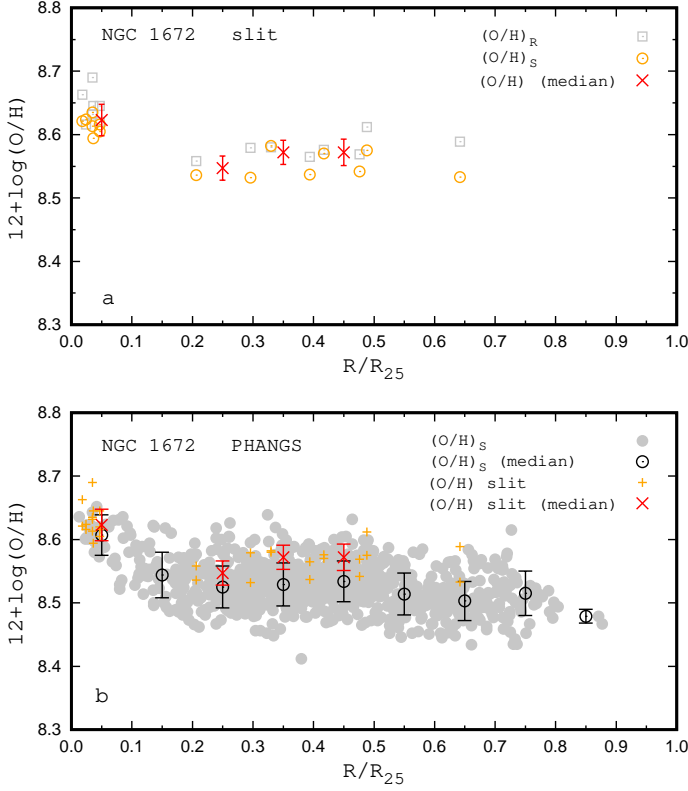 NGC 1672 slit
(O/H)R
(O/H)S
(O/H) (median)
12+log(O/H)
8.8
8.7
8.6
8.5
8.4
8.3
a
0.0 0.1 0.2 0.3 0.4 0.5 0.6 0.7 0.8 0.9 1.0
R/R25
NGC 1672 PHANGS
(O/H)S
(O/H)S (median)
(O/H) slit
(O/H) slit (median)
12+log(O/H)
8.8
8.7
8.6
8.5
8.4
8.3
b
0.0 0.1 0.2 0.3 0.4 0.5 0.6 0.7 0.8 0.9 1.0
R/R25